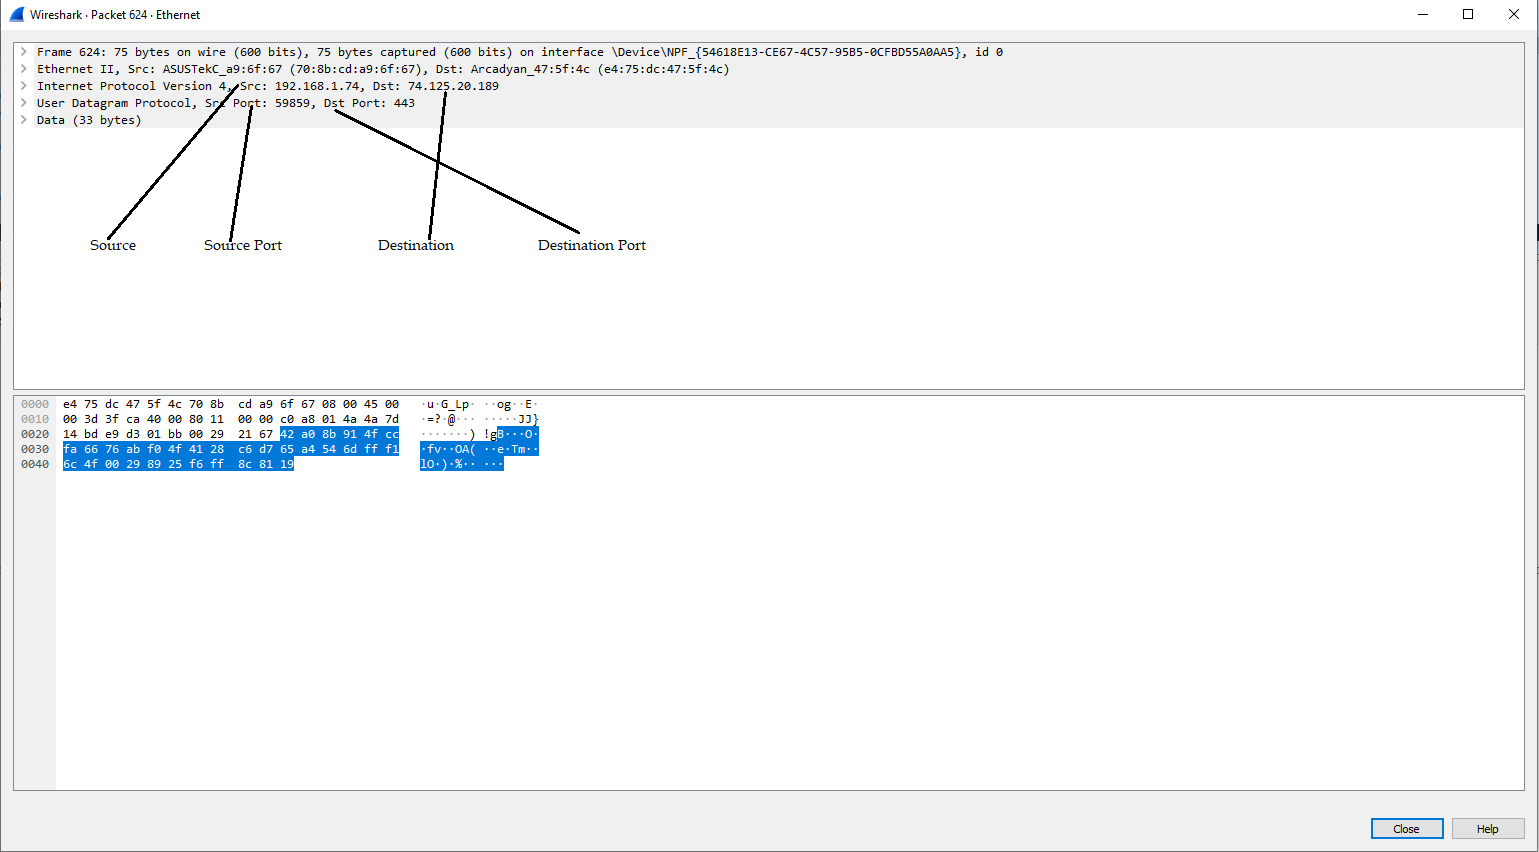 Wireshark · Packet 624 · Ethernet
Frame 624: 75 bytes on wire (600 bits), 75 bytes captured (600 bits) on interface \Device\NPF_{54618E13-CE67-4C57-95B5-0CFBD55A0AA5}, id 0
Ethernet II, Src: ASUSTekC_a9:6f:67 (70:8b:cd:a9:6f:67), Dst: Arcadyan_47:5f:4c (e4:75:dc:47:5f:4c)
Internet Protocol Version 4, Src: 192.168.1.74, Dst: 74.125.20.189
User Datagram Protocol, Src Port: 59859, Dst Port: 443
Data (33 bytes)
Source Source Port Destination Destination Port
0000 e4 75 dc 47 5f 4c 70 8b cd a9 6f 67 08 00 45 00 ·u·G_Lp· ··og··E·
0010 00 3d 3f ca 40 00 80 11 00 00 c0 a8 01 4a 4a 7d ·=?·@··· ·····JJ}
0020 14 bd e9 d3 01 bb 00 29 21 67 42 a0 8b 91 4f cc ·······) !gB···O·
0030 fa 66 76 ab f0 4f 41 28 c6 d7 65 a4 54 6d ff f1 ·fv··OA( ··e·Tm··
0040 6c 4f 00 29 89 25 f6 ff 8c 81 19 lO·)·%·· ···
Close Help